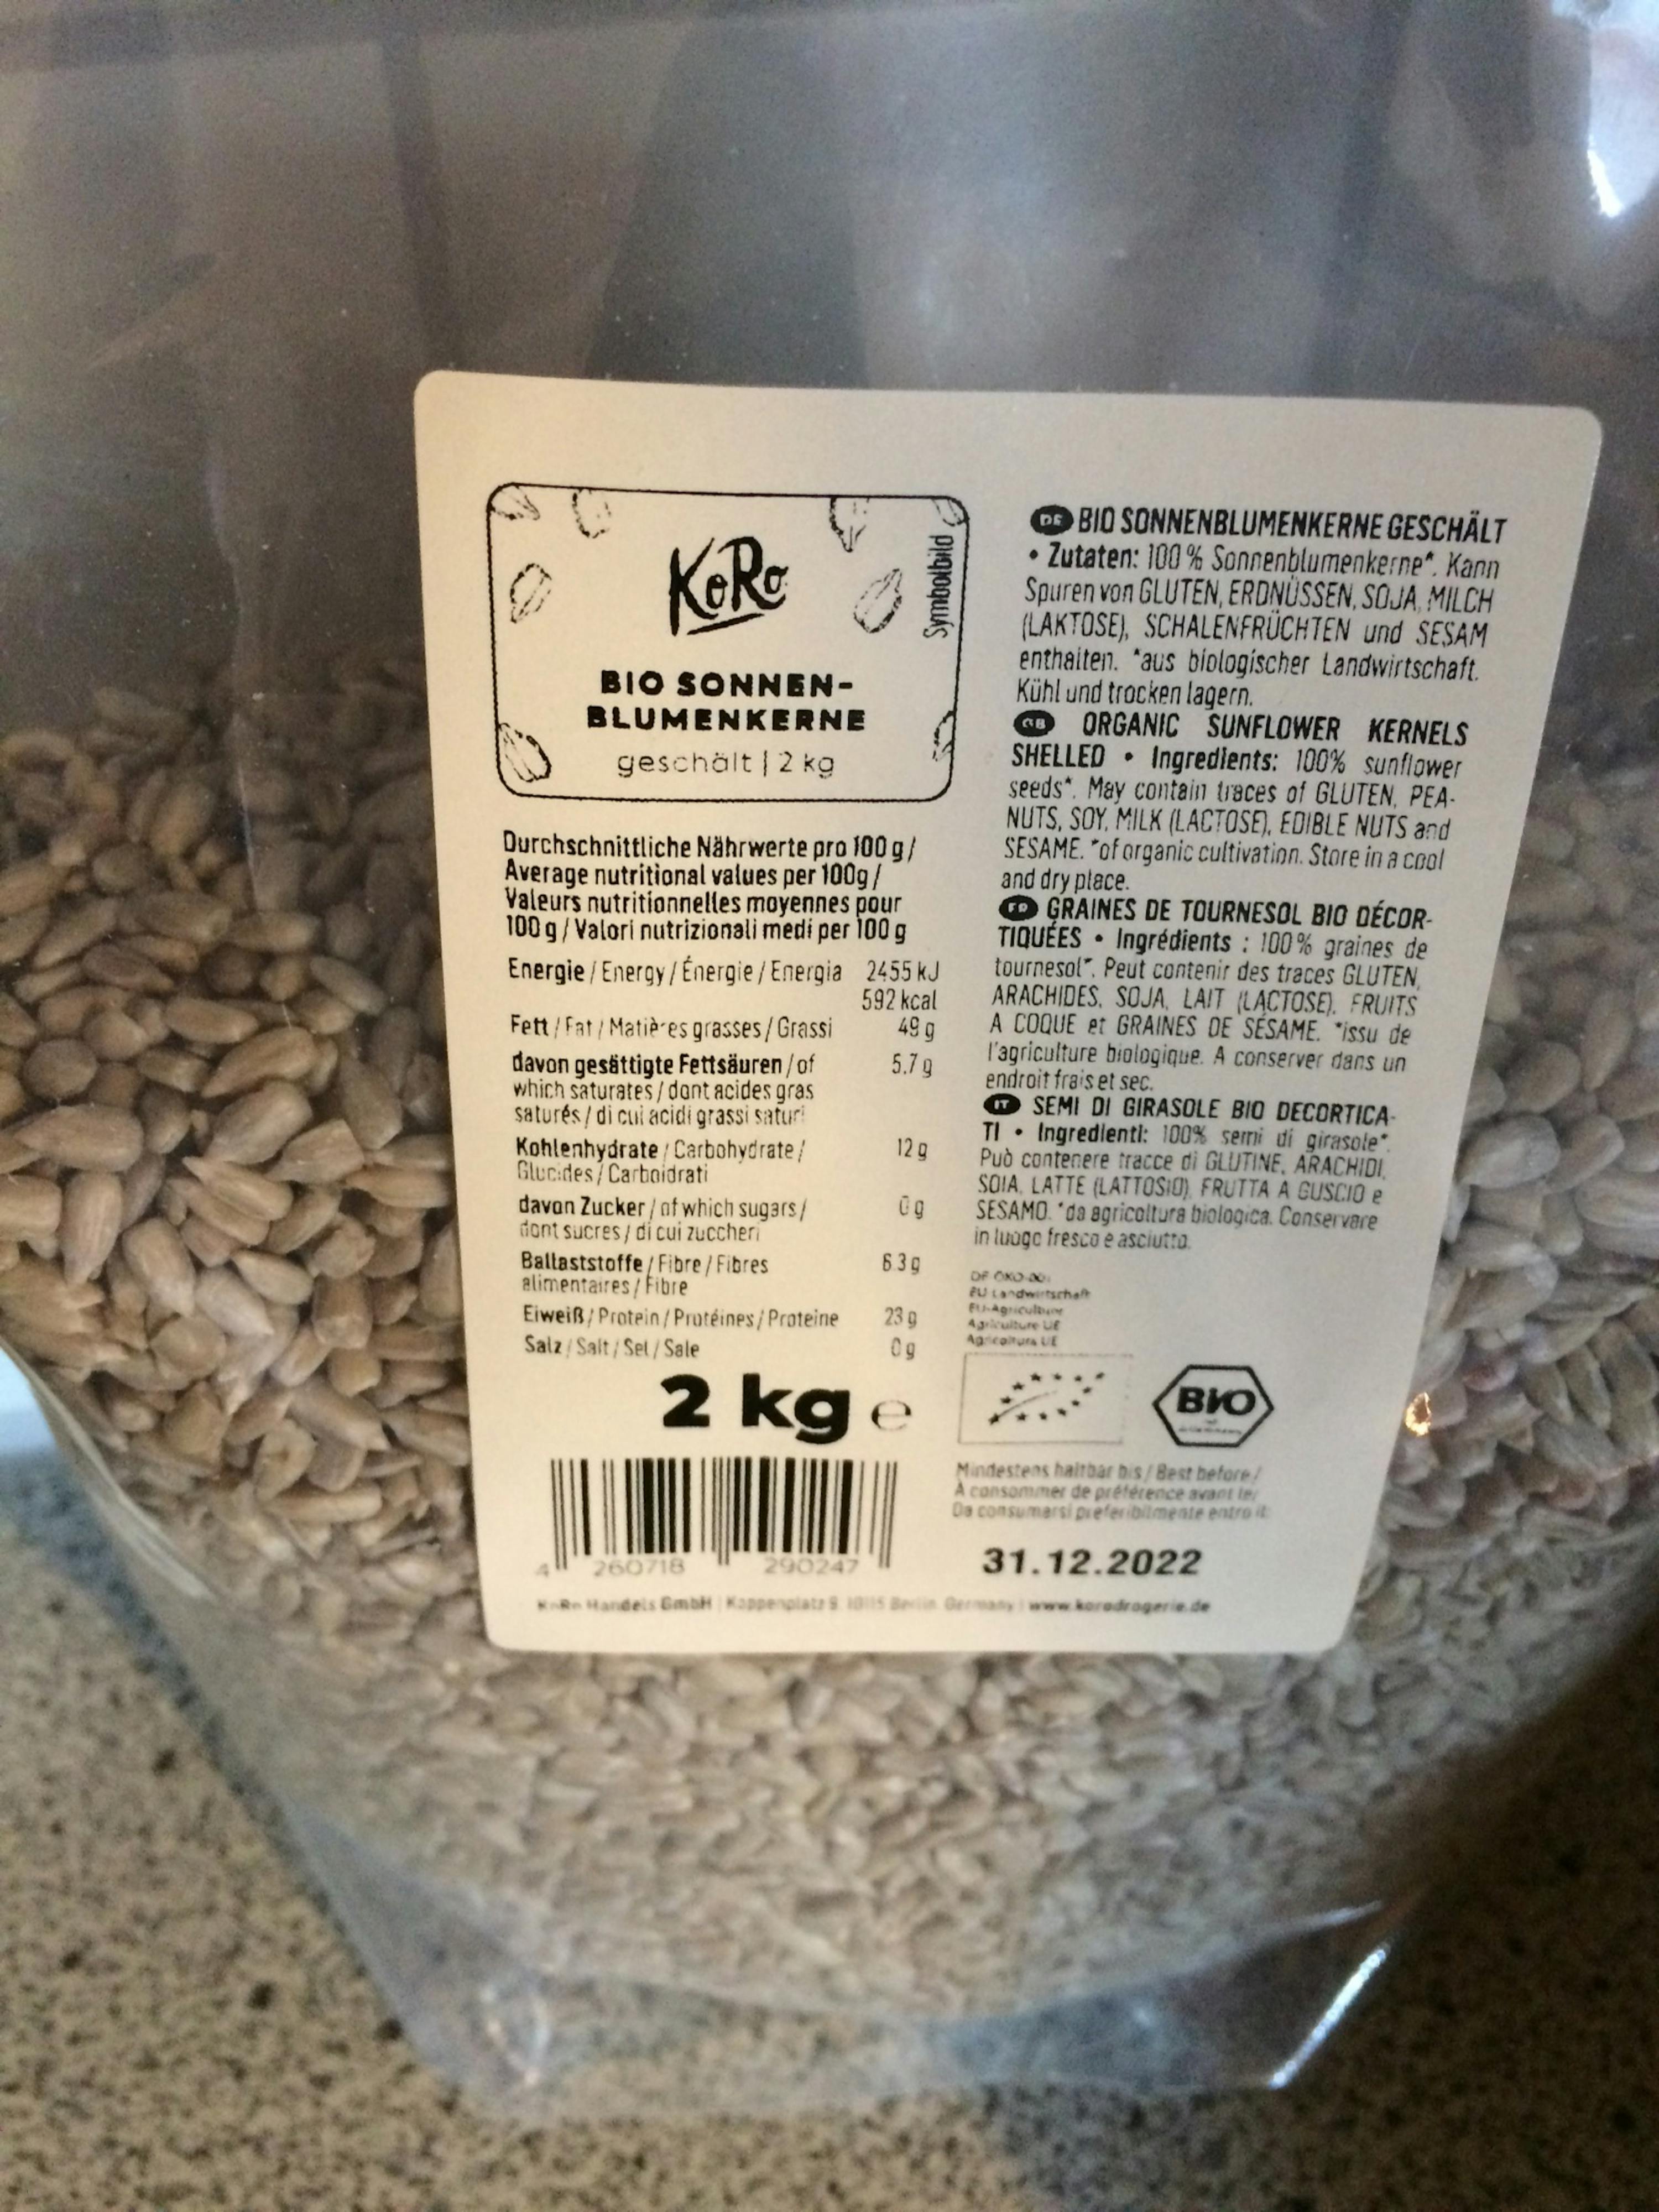 KoRo
Symbolbild
BIO SONNEN-
BLUMENKERNE
geschält | 2 kg
Durchschnittliche Nährwerte pro 100 g/
Average nutritional values per 100g/
Valeurs nutritionnelles moyennes pour
100 g / Valori nutrizionali medi per 100 g
Energie / Energy / Énergie / Energia 2455 kJ
592 kcal
Fett / Fat / Matières grasses / Grassi 49 g
davon gesättigte Fettsäuren / of 5.7 g
which saturates / dont acides gras
saturés / di cui acidi grassi saturi
Kohlenhydrate / Carbohydrate / 12 g
Glucides / Carboidrati
davon Zucker / of which sugars / 0 g
dont sucres / di cui zuccheri
Ballaststoffe / Fibre / Fibres 6.3 g
alimentaires / Fibre
Eiweiß / Protein / Protéines / Proteine 23 g
Salz / Salt / Sel / Sale 0 g
2 kg e
4 260718 290247
DE BIO SONNENBLUMENKERNE GESCHÄLT
• Zutaten: 100 % Sonnenblumenkerne*. Kann
Spuren von GLUTEN, ERDNÜSSEN, SOJA, MILCH
(LAKTOSE), SCHALENFRÜCHTEN und SESAM
enthalten. *aus biologischer Landwirtschaft.
Kühl und trocken lagern.
GB ORGANIC SUNFLOWER KERNELS
SHELLED • Ingredients: 100% sunflower
seeds*. May contain traces of GLUTEN, PEA-
NUTS, SOY, MILK (LACTOSE), EDIBLE NUTS and
SESAME. *of organic cultivation. Store in a cool
and dry place.
FR GRAINES DE TOURNESOL BIO DÉCOR-
TIQUÉES • Ingrédients : 100% graines de
tournesol*. Peut contenir des traces GLUTEN,
ARACHIDES, SOJA, LAIT (LACTOSE), FRUITS
A COQUE et GRAINES DE SÉSAME. *issu de
l'agriculture biologique. A conserver dans un
endroit frais et sec.
IT SEMI DI GIRASOLE BIO DECORTICA-
TI • Ingredienti: 100% semi di girasole*.
Può contenere tracce di GLUTINE, ARACHIDI,
SOIA, LATTE (LATTOSIO), FRUTTA A GUSCIO e
SESAMO. *da agricoltura biologica. Conservare
in luogo fresco e asciutto.
EU Landwirtschaft
EU-Agriculture
Agriculture UE
Agricoltura UE
BIO
Mindestens haltbar bis / Best before /
À consommer de préférence avant le/
Da consumarsi preferibilmente entro il:
31.12.2022
KoRo Handels GmbH | Koppenplatz 9 10115 Berlin Germany | www.korodrogerie.de